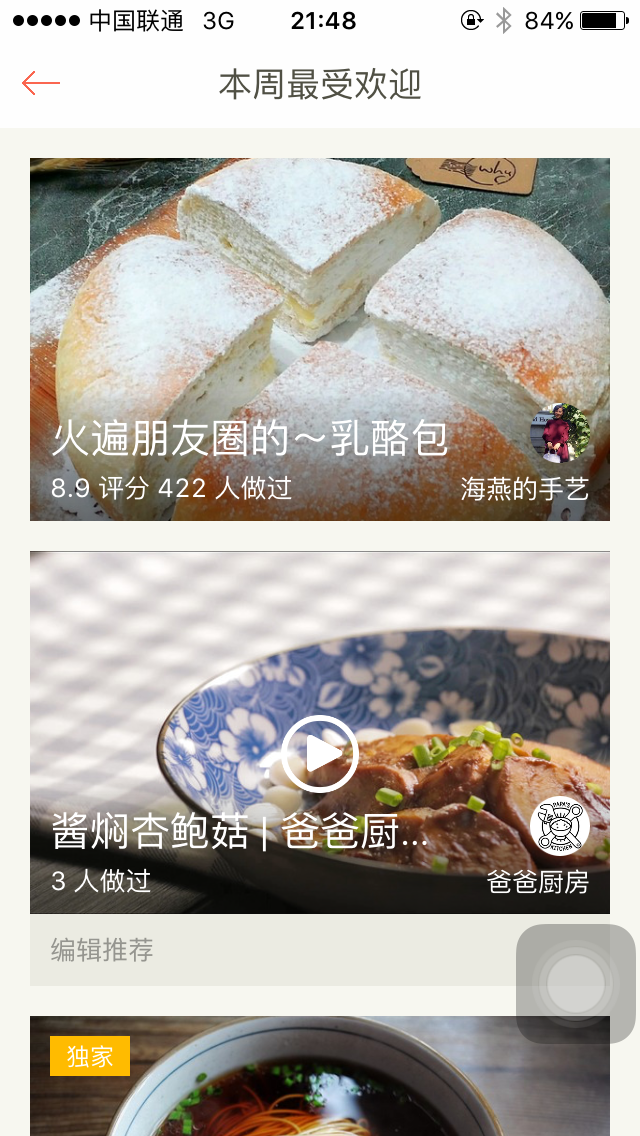 中国联通 3G 21:48 84%
本周最受欢迎
why
火遍朋友圈的～乳酪包
8.9 评分 422 人做过
海燕的手艺
酱焖杏鲍菇 | 爸爸厨...
PAPA'S
KITCHEN
3 人做过
爸爸厨房
编辑推荐
独家